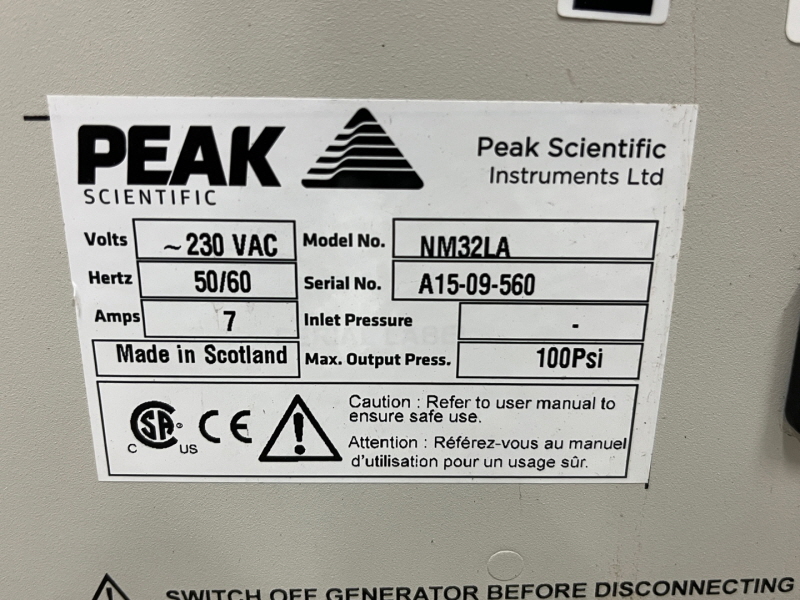 PEAK
SCIENTIFIC
Peak Scientific
Instruments Ltd
Volts ~ 230 VAC Model No. NM32LA
Hertz 50/60 Serial No. A15-09-560
Amps 7 Inlet Pressure -
Made in Scotland Max. Output Press. 100Psi
CSA® C US CE
Caution : Refer to user manual to
ensure safe use.
Attention : Référez-vous au manuel
d'utilisation pour un usage sûr.
SWITCH OFF GENERATOR BEFORE DISCONNECTING